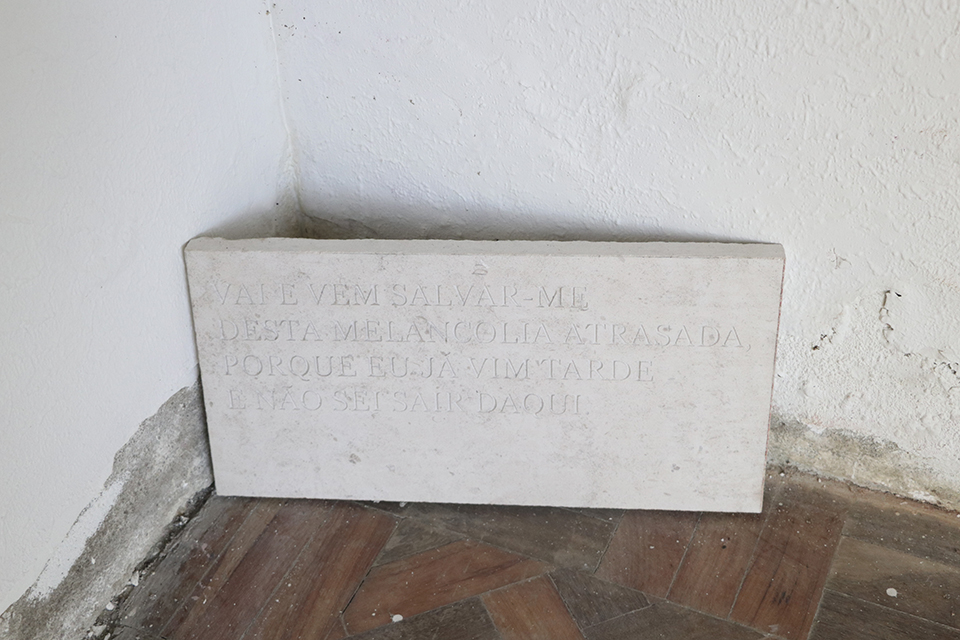 VAI E VEM SALVAR-ME
DESTA MELANCOLIA ATRASADA,
PORQUE EU JÁ VIM TARDE
E NÃO SEI SAIR DAQUI.